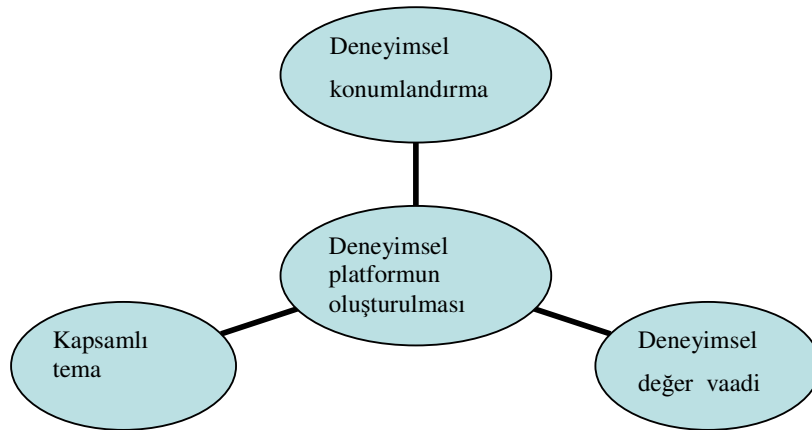 Deneyimsel
konumlandırma
Deneyimsel
platformun
oluşturulması
Kapsamlı
tema
Deneyimsel
değer vaadi